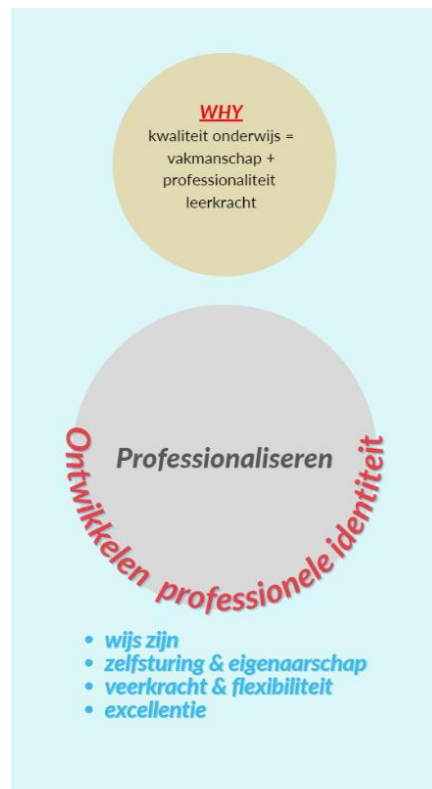 WHY
kwaliteit onderwijs =
vakmanschap +
professionaliteit
leerkracht
Professionaliseren
Ontwikkelen professionele identiteit
• wijs zijn
• zelfsturing & eigenaarschap
• veerkracht & flexibiliteit
• excellentie